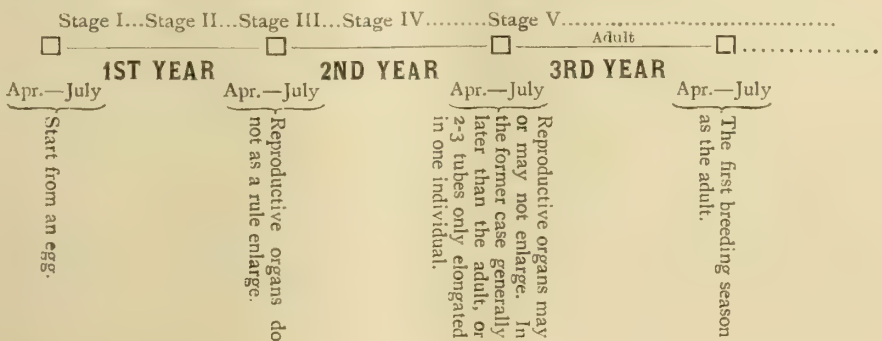 Stage I...Stage II...Stage III...Stage IV.........Stage V.............................................
Adult
1ST YEAR 2ND YEAR 3RD YEAR
Apr.—July Apr.—July Apr.—July Apr.—July
Start from an egg.
Reproductive organs do
not as a rule enlarge.
Reproductive organs may
or may not enlarge. In
the former case generally
later than the adult, or
2-3 tubes only elongated
in one individual.
The first breeding season
as the adult.